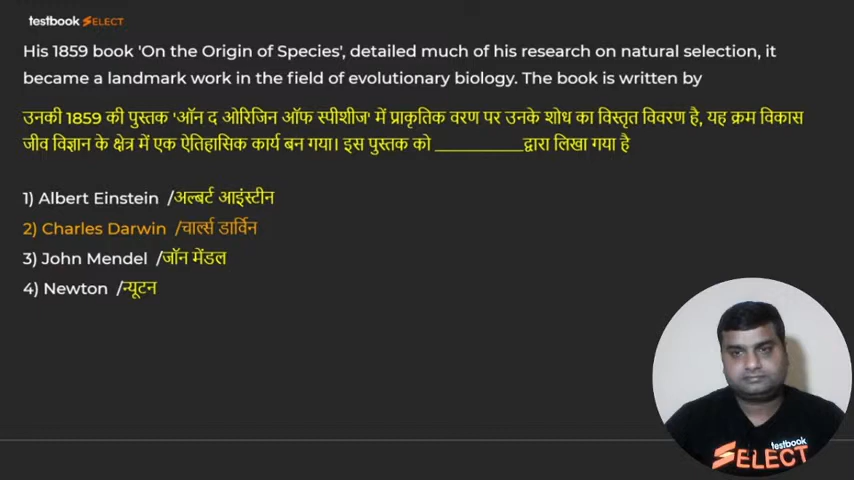 testbook SELECT
His 1859 book 'On the Origin of Species', detailed much of his research on natural selection, it
became a landmark work in the field of evolutionary biology. The book is written by
उनकी 1859 की पुस्तक 'ऑन द ओरिजिन ऑफ स्पीशीज' में प्राकृतिक वरण पर उनके शोध का विस्तृत विवरण है, यह क्रम विकास
जीव विज्ञान के क्षेत्र में एक ऐतिहासिक कार्य बन गया। इस पुस्तक को __________द्वारा लिखा गया है
1) Albert Einstein /अल्बर्ट आइंस्टीन
2) Charles Darwin /चार्ल्स डार्विन
3) John Mendel /जॉन मेंडल
4) Newton /न्यूटन
testbook
SELECT